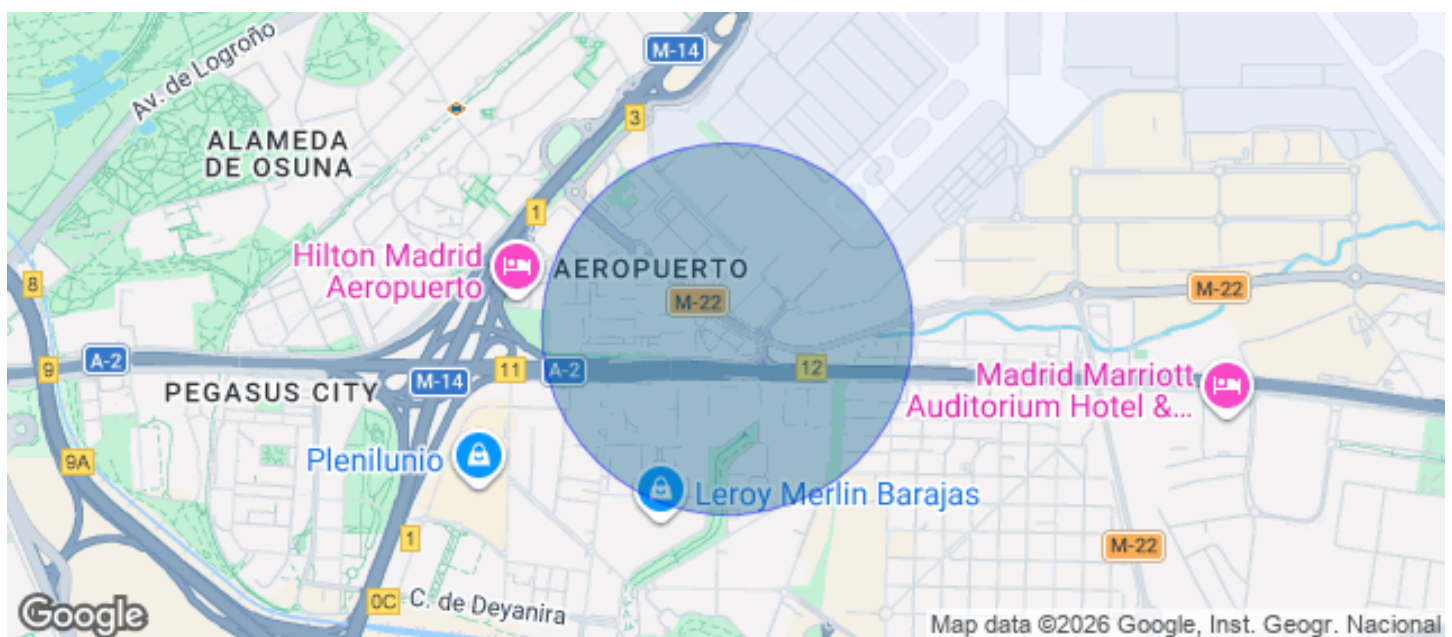 M-14
Av. de Logroño
3
ALAMEDA
DE OSUNA
1
Hilton Madrid
Aeropuerto
AEROPUERTO
8
M-22
M-22
9
A-2
11
A-2
12
M-14
PEGASUS CITY
Madrid Marriott
Auditorium Hotel &...
9A
Plenilunio
Leroy Merlin Barajas
1
M-22
0C
C. de Deyanira
Google
Map data ©2026 Google, Inst. Geogr. Nacional